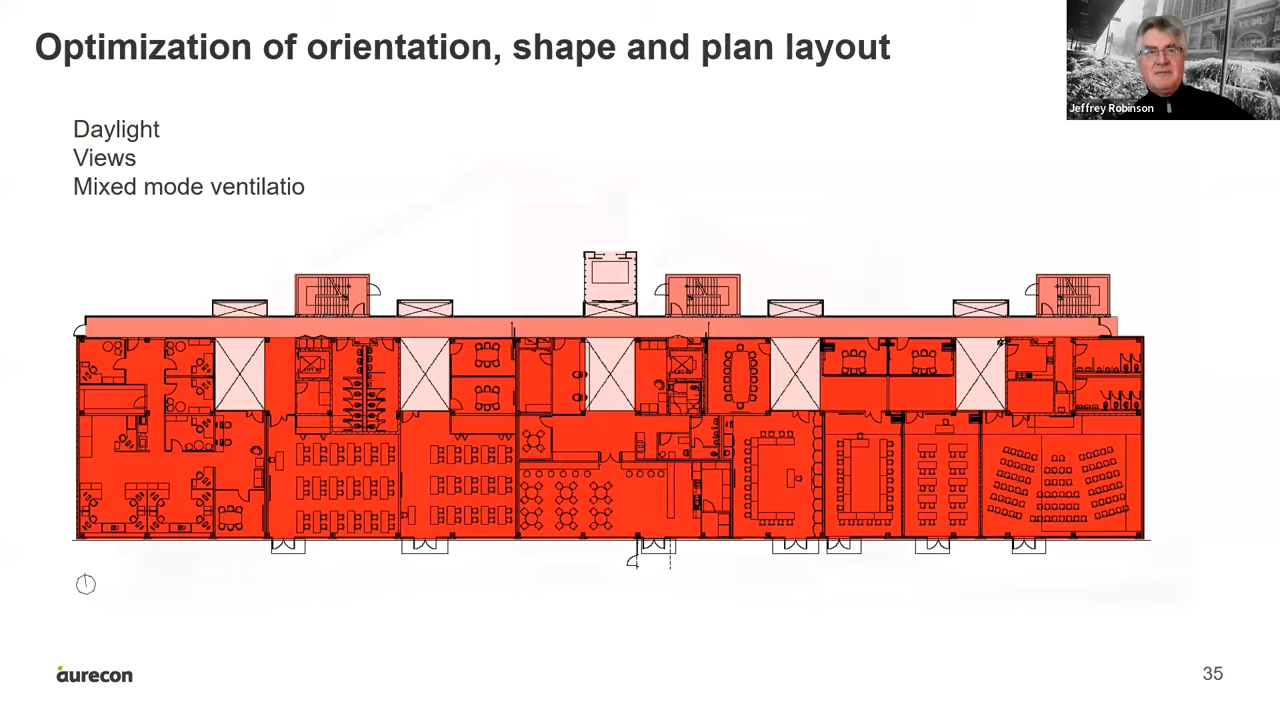 Optimization of orientation, shape and plan layout
Jeffrey Robinson
Daylight
Views
Mixed mode ventilatio
aurecon
35